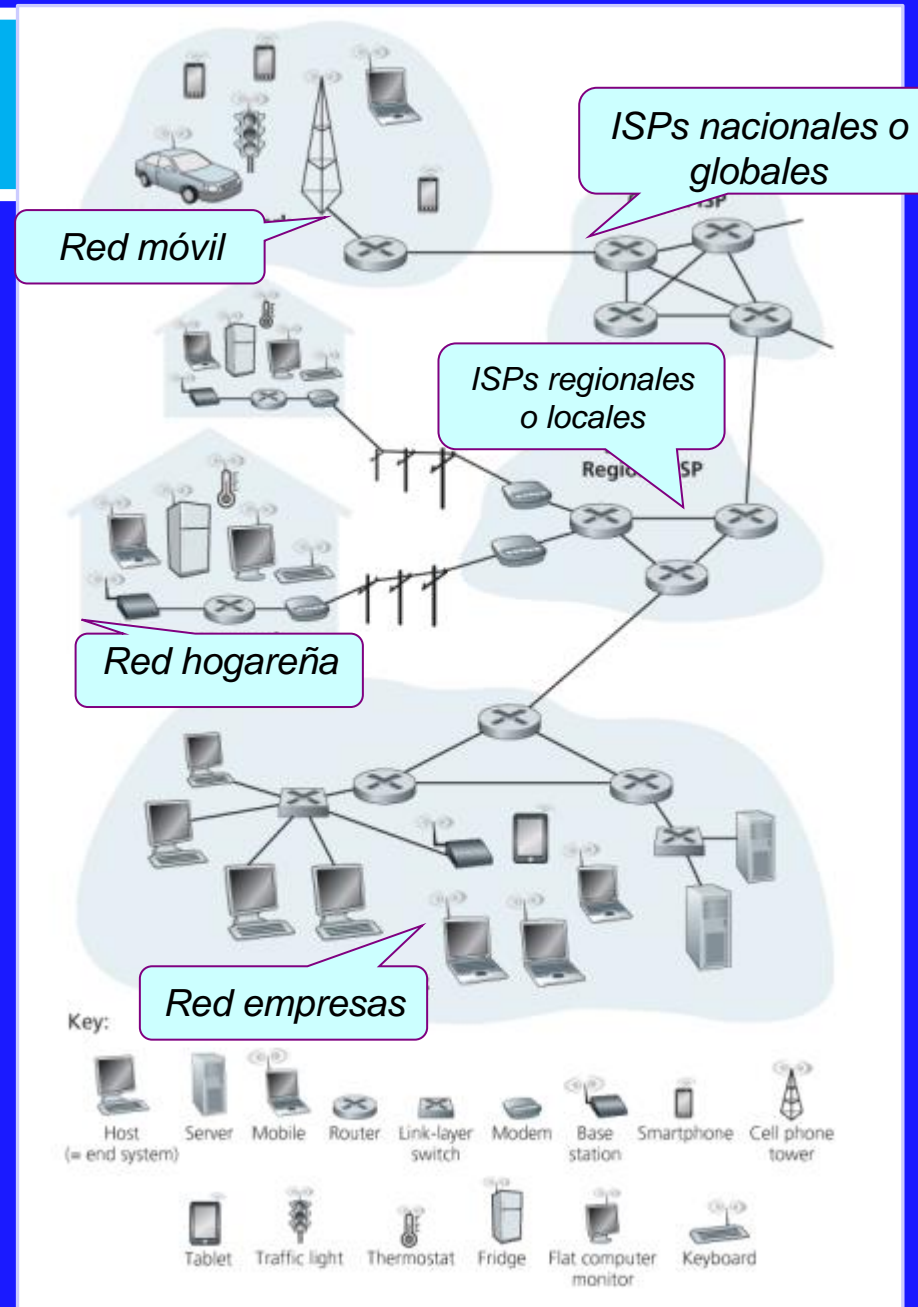 ISPs nacionales o
globales
ISP
Red móvil
ISPs regionales
o locales
Red hogareña
Red empresas
Key:
Host
(= end system)
Server
Mobile
Router
Link-layer
switch
Modem
Base
station
Smartphone
Cell phone
tower
Tablet
Traffic light
Thermostat
Fridge
Flat computer
monitor
Keyboard